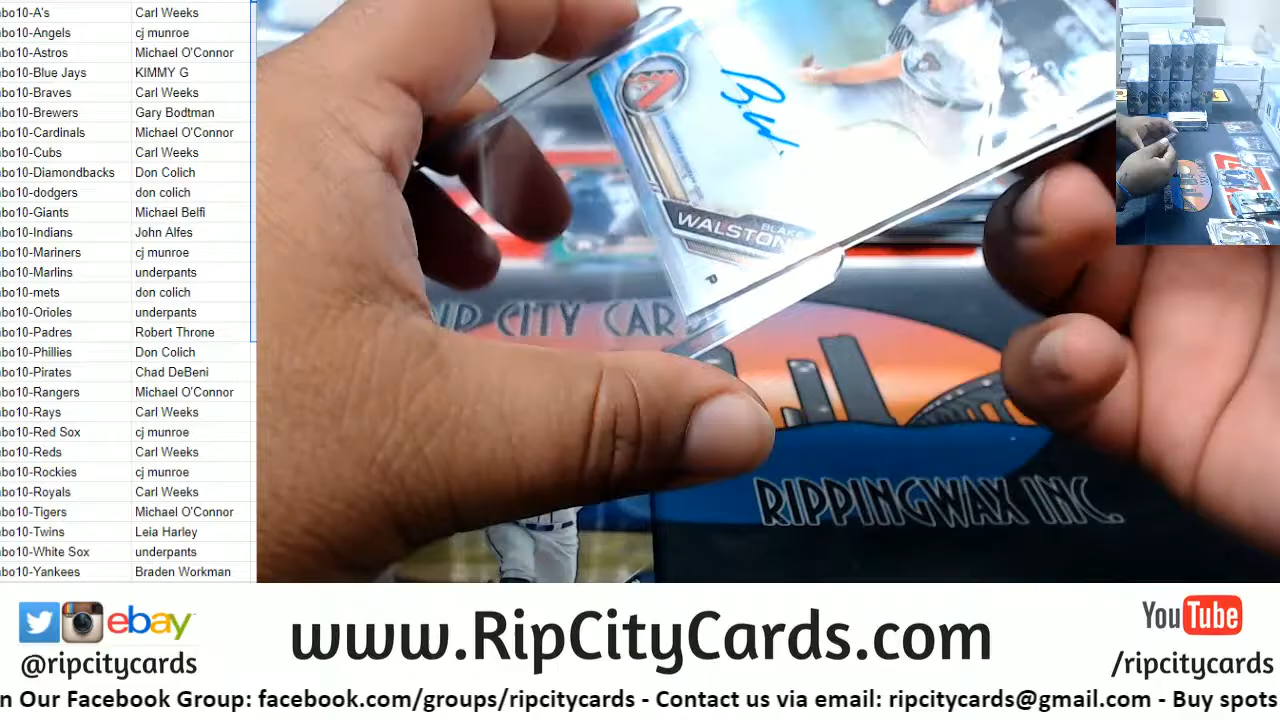 bo10-A's Carl Weeks
bo10-Angels cj munroe
bo10-Astros Michael O'Connor
bo10-Blue Jays KIMMY G
bo10-Braves Carl Weeks
bo10-Brewers Gary Bodtman
bo10-Cardinals Michael O'Connor
bo10-Cubs Carl Weeks
bo10-Diamondbacks Don Colich
bo10-dodgers don colich
bo10-Giants Michael Belfi
bo10-Indians John Alfes
bo10-Mariners cj munroe
bo10-Marlins underpants
bo10-mets don colich
bo10-Orioles underpants
bo10-Padres Robert Throne
bo10-Phillies Don Colich
bo10-Pirates Chad DeBeni
bo10-Rangers Michael O'Connor
bo10-Rays Carl Weeks
bo10-Red Sox cj munroe
bo10-Reds Carl Weeks
bo10-Rockies cj munroe
bo10-Royals Carl Weeks
bo10-Tigers Michael O'Connor
bo10-Twins Leia Harley
bo10-White Sox underpants
bo10-Yankees Braden Workman
B.W.
BLAKE
WALSTON
P
RIP CITY CAR
RIPPINGWAX INC.
ebay
@ripcitycards
www.RipCityCards.com
YouTube
/ripcitycards
n Our Facebook Group: facebook.com/groups/ripcitycards - Contact us via email: ripcitycards@gmail.com - Buy spots